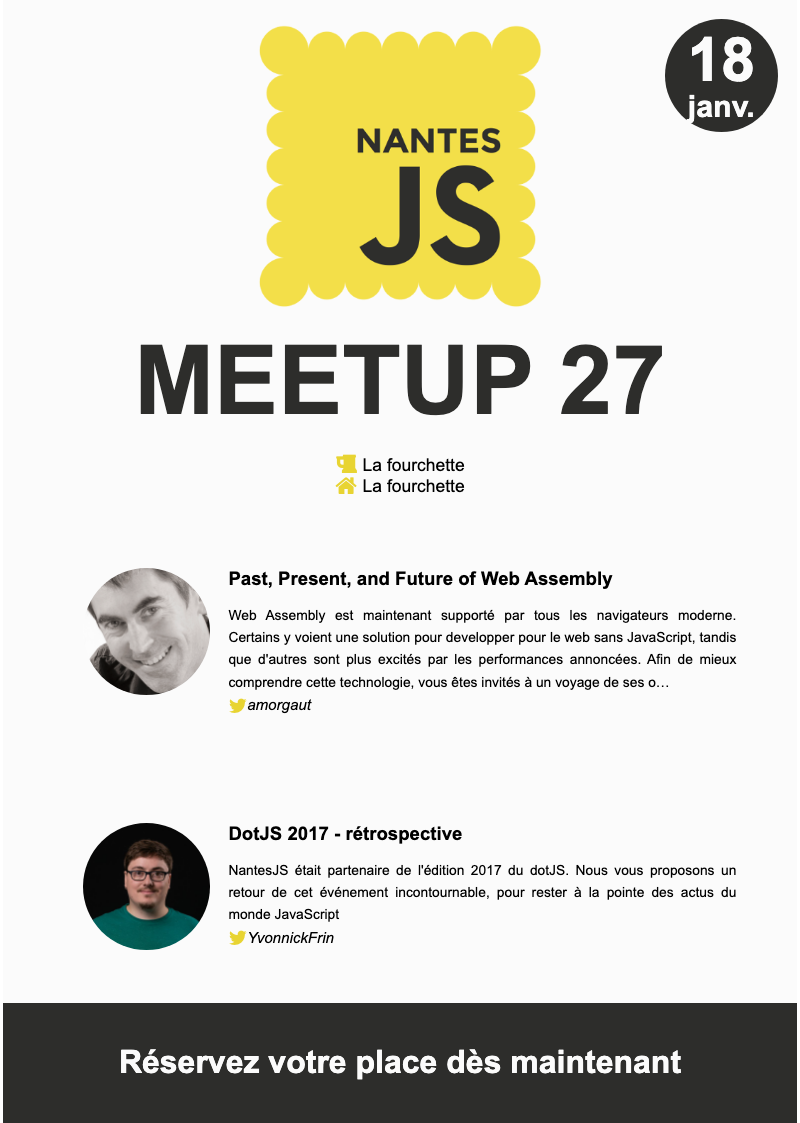 18
janv.
NANTES
JS
MEETUP 27
La fourchette
La fourchette
Past, Present, and Future of Web Assembly
Web Assembly est maintenant supporté par tous les navigateurs moderne.
Certains y voient une solution pour developper pour le web sans JavaScript, tandis
que d'autres sont plus excités par les performances annoncées. Afin de mieux
comprendre cette technologie, vous êtes invités à un voyage de ses o…
amorgaut
DotJS 2017 - rétrospective
NantesJS était partenaire de l'édition 2017 du dotJS. Nous vous proposons un
retour de cet événement incontournable, pour rester à la pointe des actus du
monde JavaScript
YvonnickFrin
Réservez votre place dès maintenant